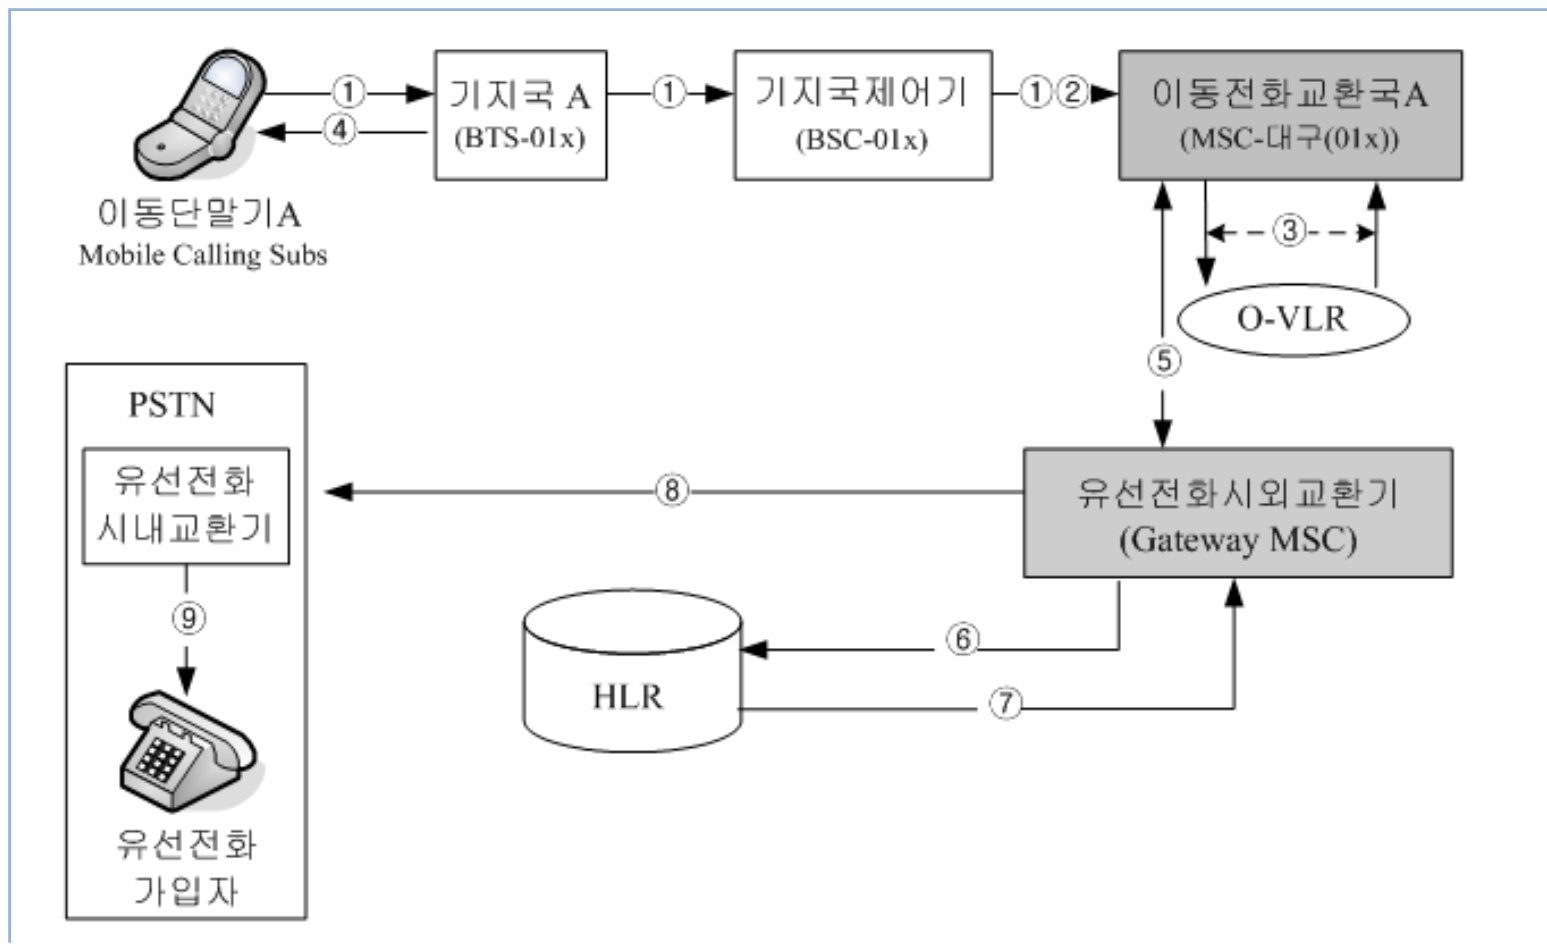 ①
④
기지국 A
(BTS-01x)
①
기지국제어기
(BSC-01x)
①②
이동전화교환국A
(MSC-대구(01x))
이동단말기A
Mobile Calling Subs
③
O-VLR
⑤
PSTN
유선전화
시내교환기
⑧
유선전화시외교환기
(Gateway MSC)
⑨
⑥
HLR
⑦
유선전화
가입자